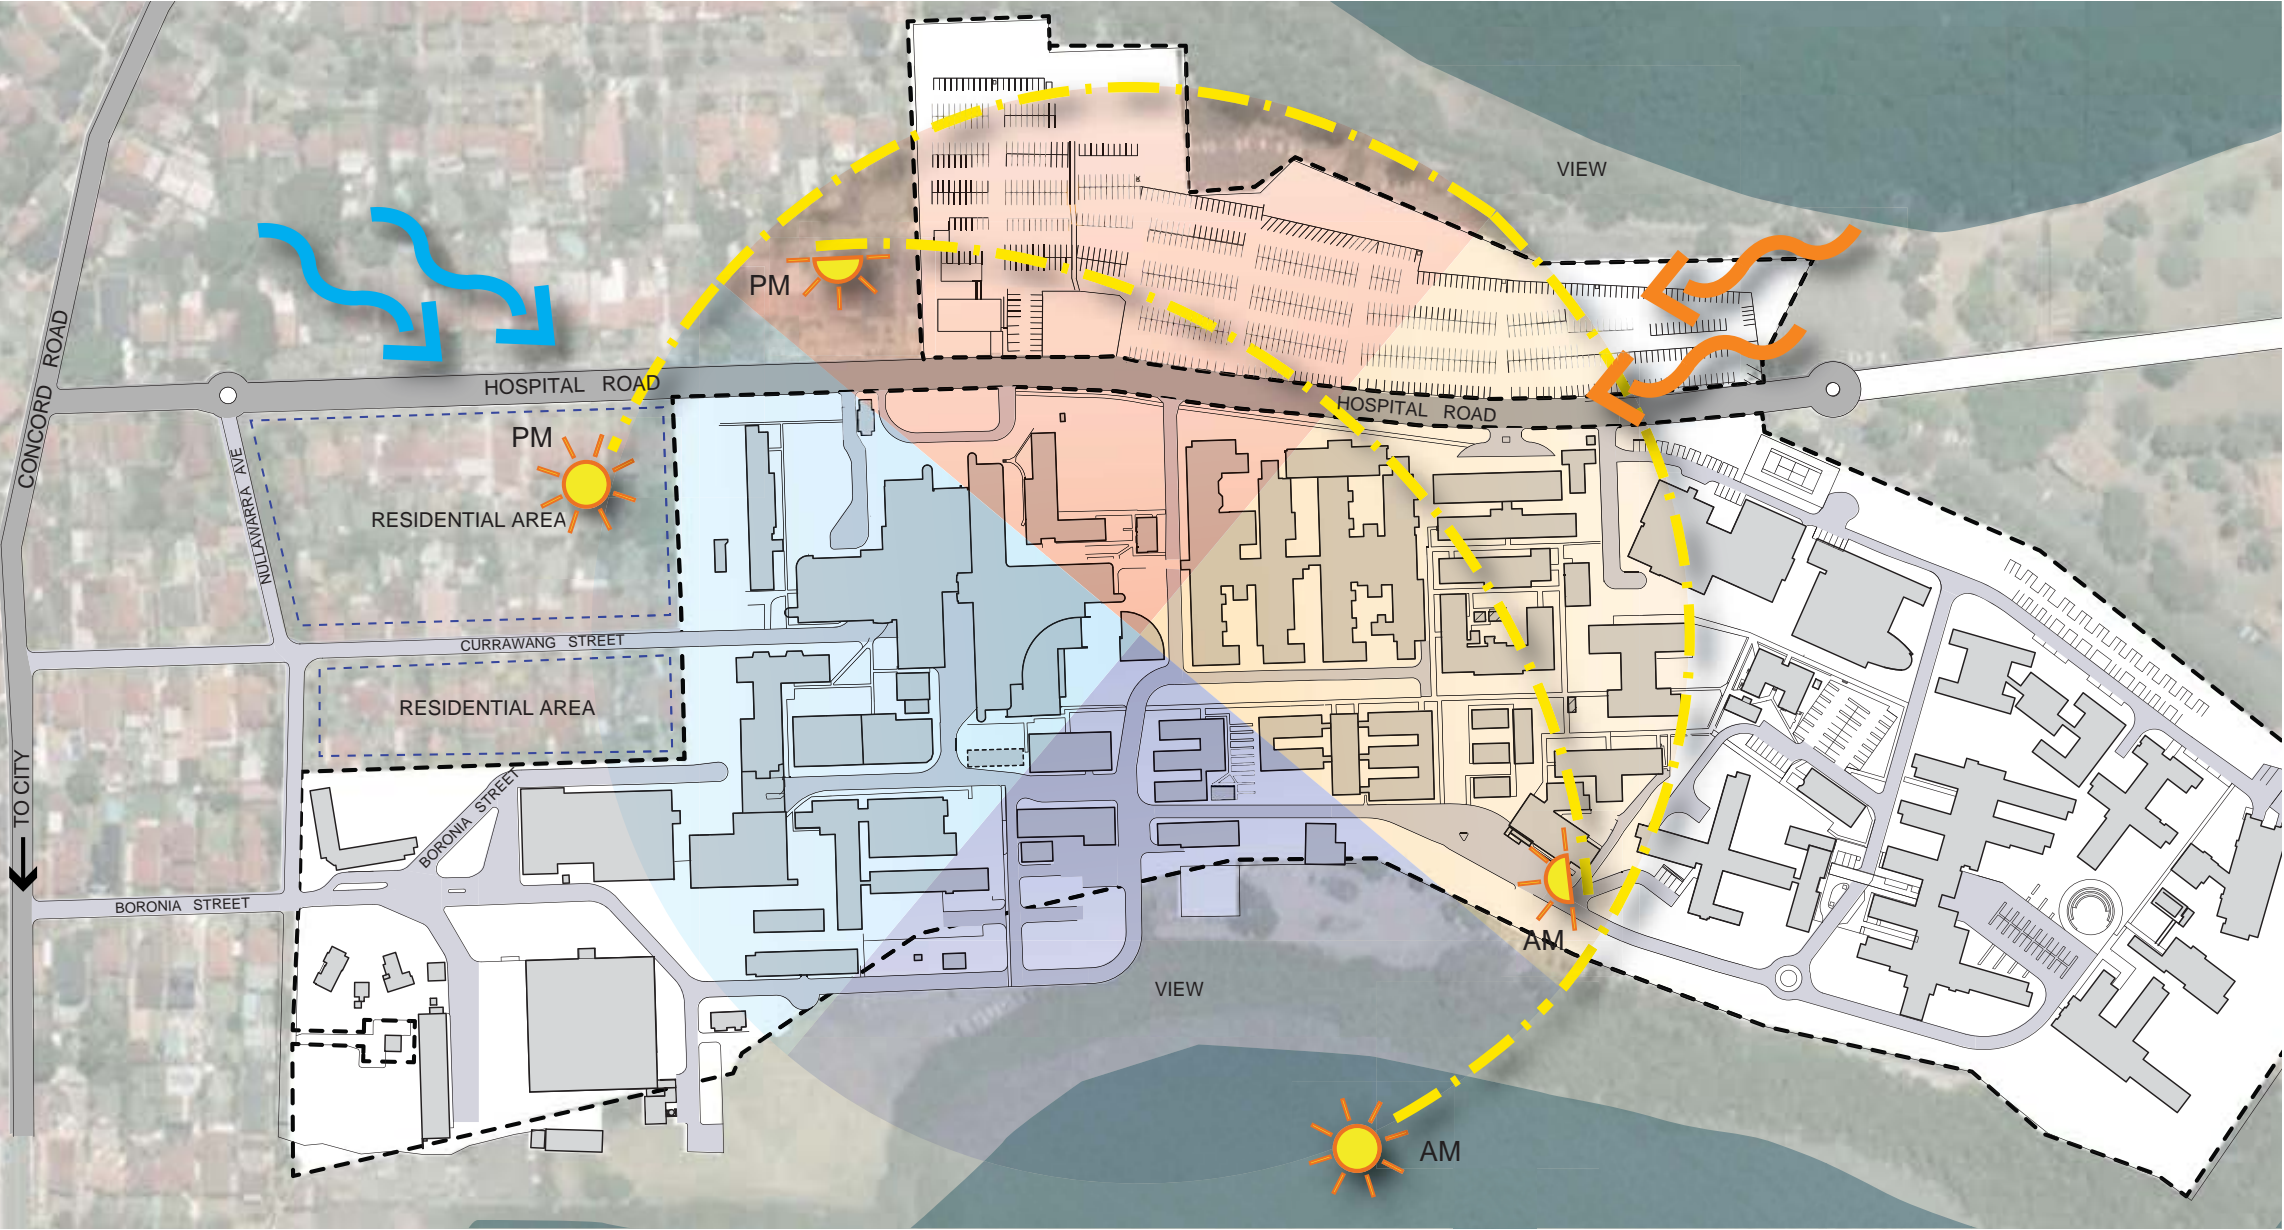 VIEW
PM
CONCORD ROAD
HOSPITAL ROAD
HOSPITAL ROAD
PM
NULLAWARRA AVE
RESIDENTIAL AREA
CURRAWANG STREET
RESIDENTIAL AREA
TO CITY
BORONIA STREET
BORONIA STREET
AM
VIEW
AM